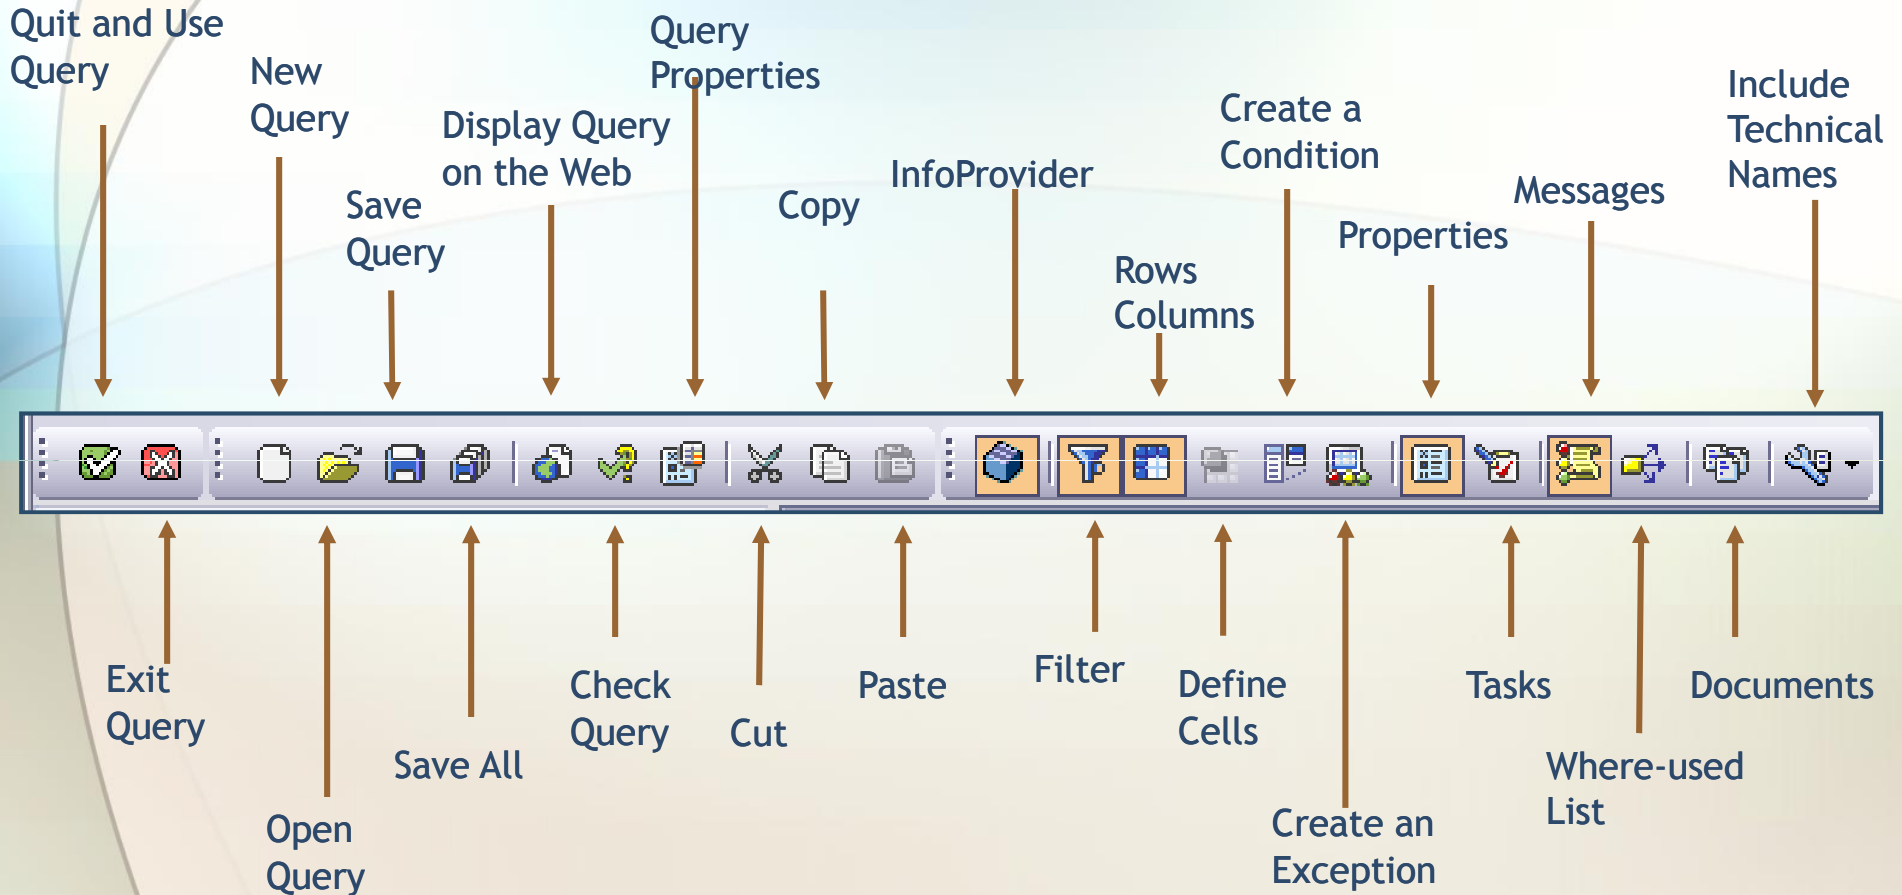 Quit and Use
Query
New
Query
Save
Query
Display Query
on the Web
Query
Properties
Copy
InfoProvider
Rows
Columns
Create a
Condition
Properties
Messages
Include
Technical
Names
Exit
Query
Open
Query
Save All
Check
Query
Cut
Paste
Filter
Define
Cells
Create an
Exception
Tasks
Where-used
List
Documents